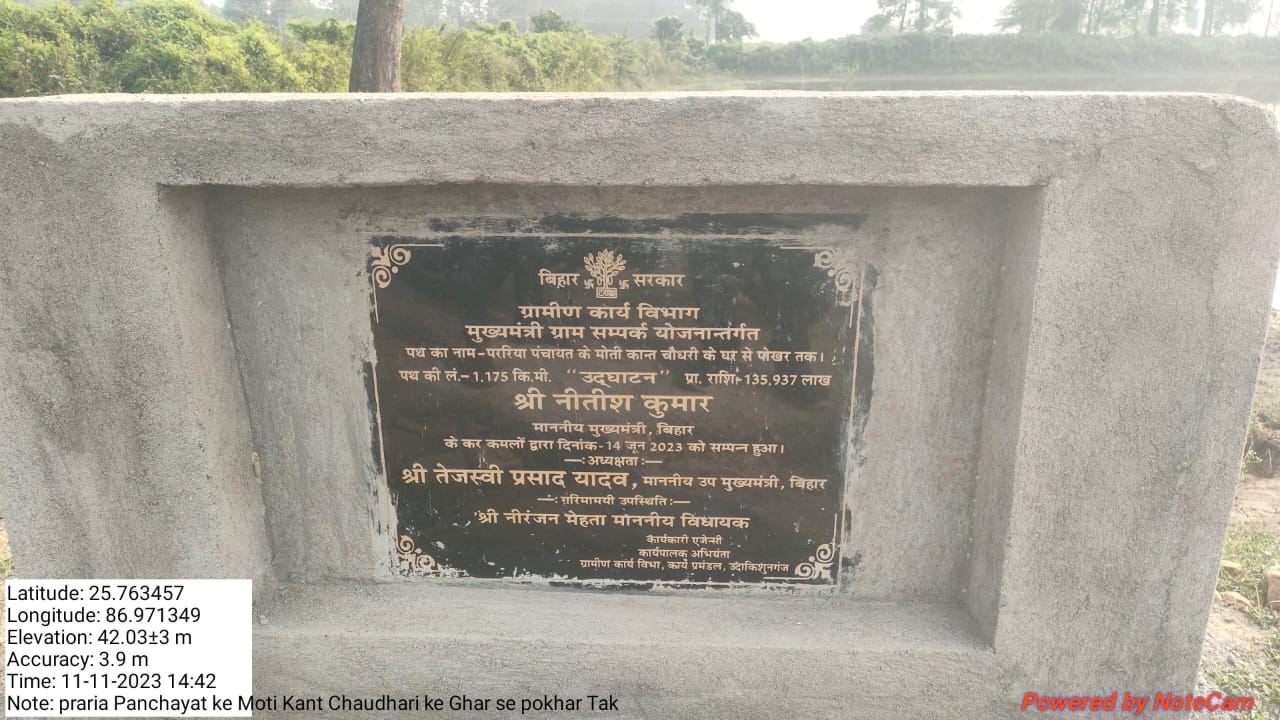 बिहार सरकार
ग्रामीण कार्य विभाग
मुख्यमंत्री ग्राम सम्पर्क योजनान्तर्गत
पथ का नाम-पररिया पंचायत के मोती कान्त चौधरी के घर से पोखर तक।
पथ की लं.-1.175 कि.मी. "उद्घाटन" प्रा. राशि-135.937 लाख
श्री नीतीश कुमार
माननीय मुख्यमंत्री, बिहार
के कर कमलों द्वारा दिनांक-14 जून 2023 को सम्पन्न हुआ।
—: अध्यक्षता :—
श्री तेजस्वी प्रसाद यादव, माननीय उप मुख्यमंत्री, बिहार
—: गरिमामयी उपस्थिति :—
श्री नीरंजन मेहता माननीय विधायक
कार्यकारी एजेन्सी
कार्यपालक अभियंता
ग्रामीण कार्य विभा, कार्य प्रमंडल, उदाकिशुनगंज
Latitude: 25.763457
Longitude: 86.971349
Elevation: 42.03±3 m
Accuracy: 3.9 m
Time: 11-11-2023 14:42
Note: praria Panchayat ke Moti Kant Chaudhari ke Ghar se pokhar Tak
Powered by NoteCam